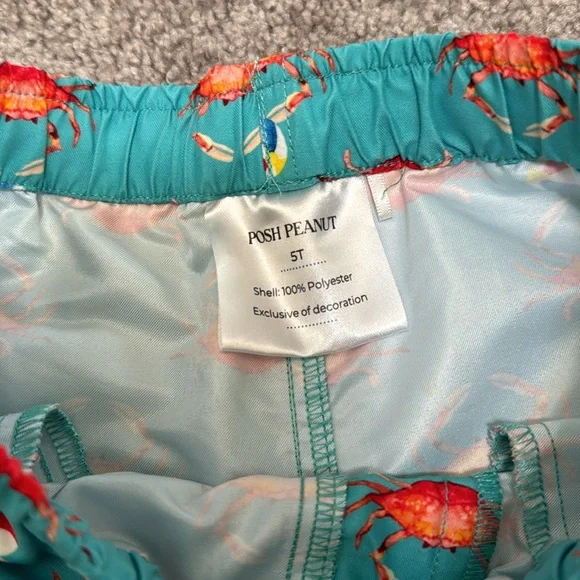 POSH PEANUT
5T
Shell: 100% Polyester
Exclusive of decoration